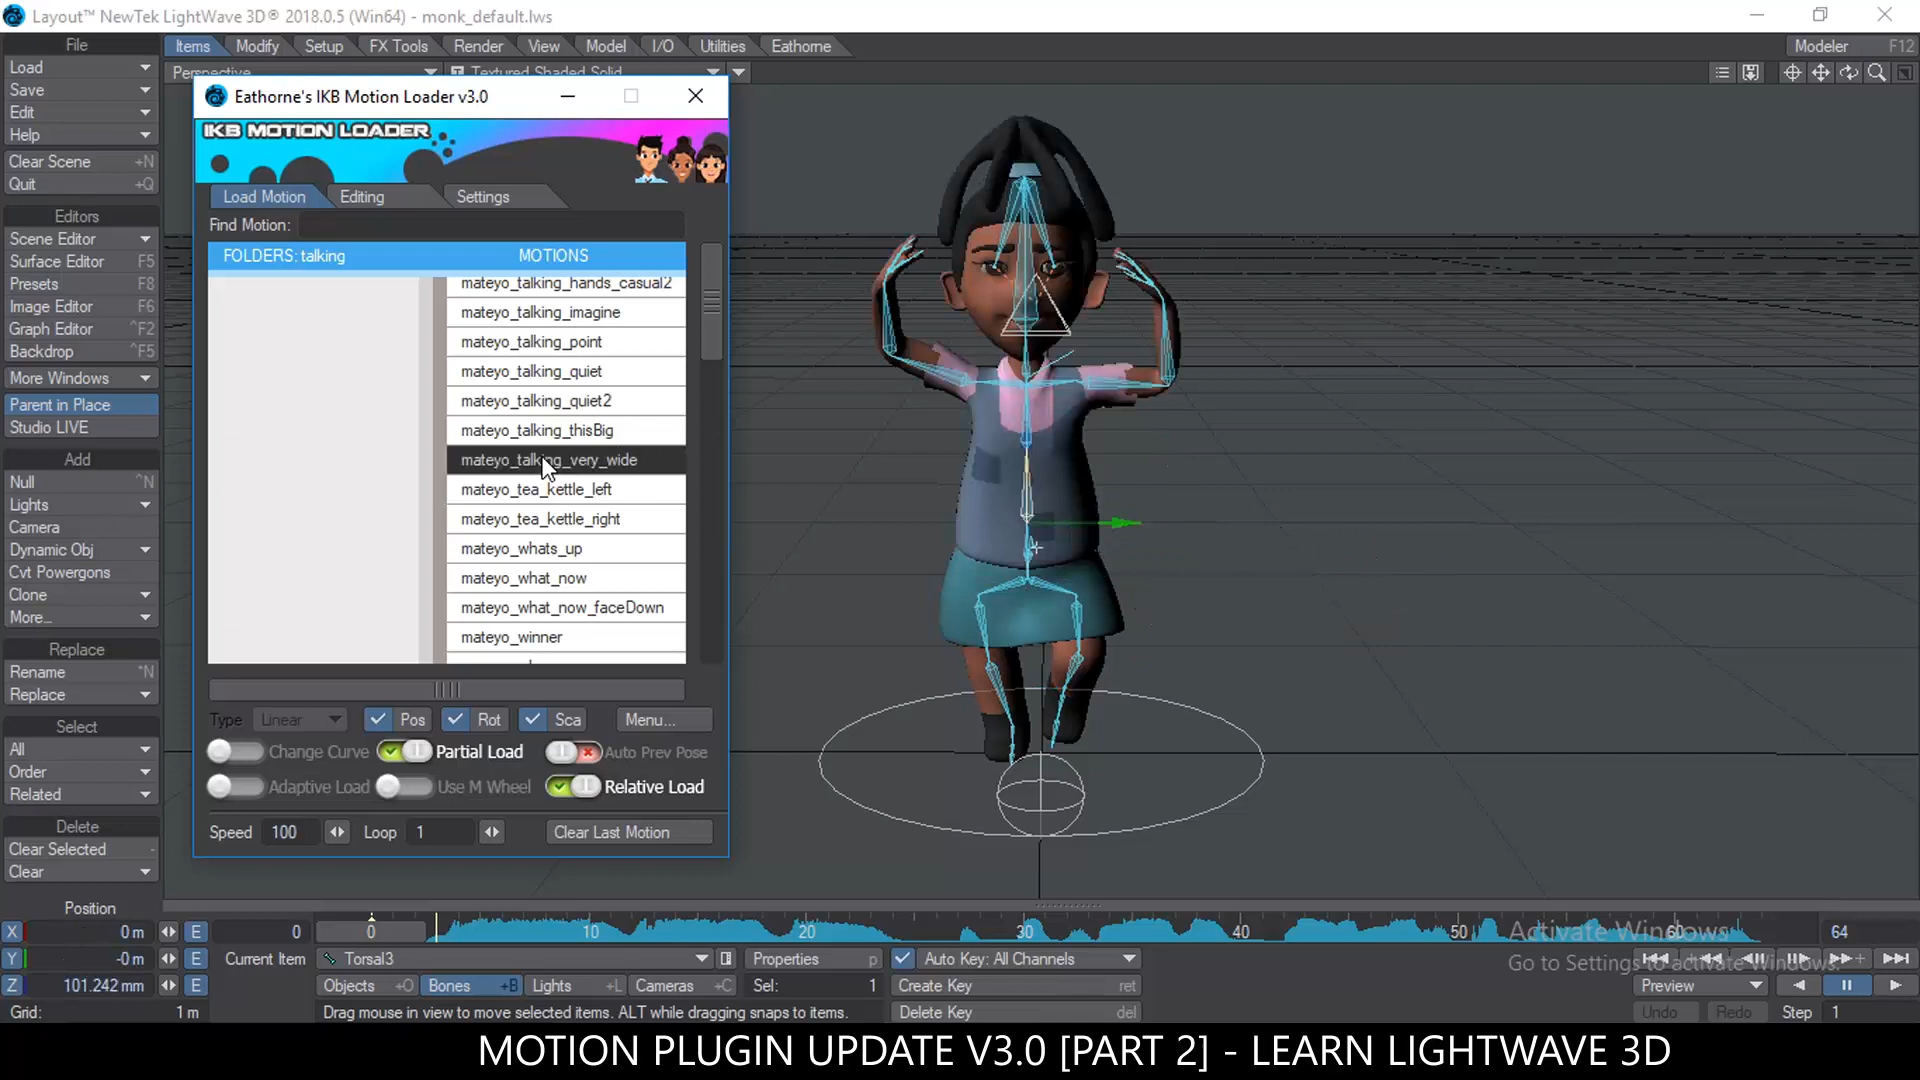 Layout™ NewTek LightWave 3D® 2018.0.5 (Win64) - monk_default.lws
File
Items Modify Setup FX Tools Render View Model I/O Utilities Eathorne
Modeler F12
Load
Perspective Textured Shaded Solid
Save
Edit
Help
Clear Scene +N
Quit +Q
Editors
Scene Editor
Surface Editor F5
Presets F8
Image Editor F6
Graph Editor ^F2
Backdrop ^F5
More Windows
Parent in Place
Studio LIVE
Add
Null ^N
Lights
Camera
Dynamic Obj
Cvt Powergons
Clone
More...
Replace
Rename ^N
Replace
Select
All
Order
Related
Delete
Clear Selected -
Clear
Eathorne's IKB Motion Loader v3.0
IKB MOTION LOADER
Load Motion Editing Settings
Find Motion:
FOLDERS: talking MOTIONS
mateyo_talking_hands_casual2
mateyo_talking_imagine
mateyo_talking_point
mateyo_talking_quiet
mateyo_talking_quiet2
mateyo_talking_thisBig
mateyo_talking_very_wide
mateyo_tea_kettle_left
mateyo_tea_kettle_right
mateyo_whats_up
mateyo_what_now
mateyo_what_now_faceDown
mateyo_winner
Type Linear Pos Rot Sca Menu...
Change Curve Partial Load Auto Prev Pose
Adaptive Load Use M Wheel Relative Load
Speed 100 Loop 1 Clear Last Motion
Position
X 0 m E 0 0 10 20 30 40 50 60 64
Y -0 m E Current Item Torsal3 Properties p Auto Key: All Channels
Z 101.242 mm E Objects +O Bones +B Lights +L Cameras +C Sel: 1 Create Key ret Preview
Grid: 1 m Drag mouse in view to move selected items. ALT while dragging snaps to items. Delete Key del Undo Redo Step 1
Activate Windows
Go to Settings to activate Windows.
MOTION PLUGIN UPDATE V3.0 [PART 2] - LEARN LIGHTWAVE 3D